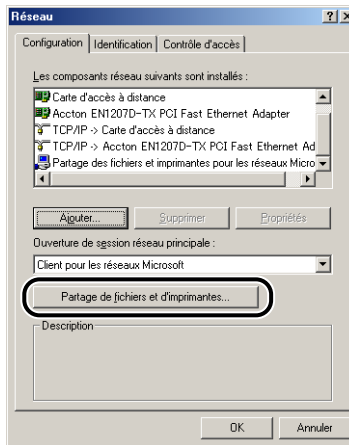 Réseau
Configuration Identification Contrôle d'accès
Les composants réseau suivants sont installés :
Carte d'accès à distance
Accton EN1207D-TX PCI Fast Ethernet Adapter
TCP/IP -> Carte d'accès à distance
TCP/IP -> Accton EN1207D-TX PCI Fast Ethernet Ad
Partage des fichiers et imprimantes pour les réseaux Micro
Ajouter... Supprimer Propriétés
Ouverture de session réseau principale :
Client pour les réseaux Microsoft
Partage de fichiers et d'imprimantes...
Description
OK Annuler